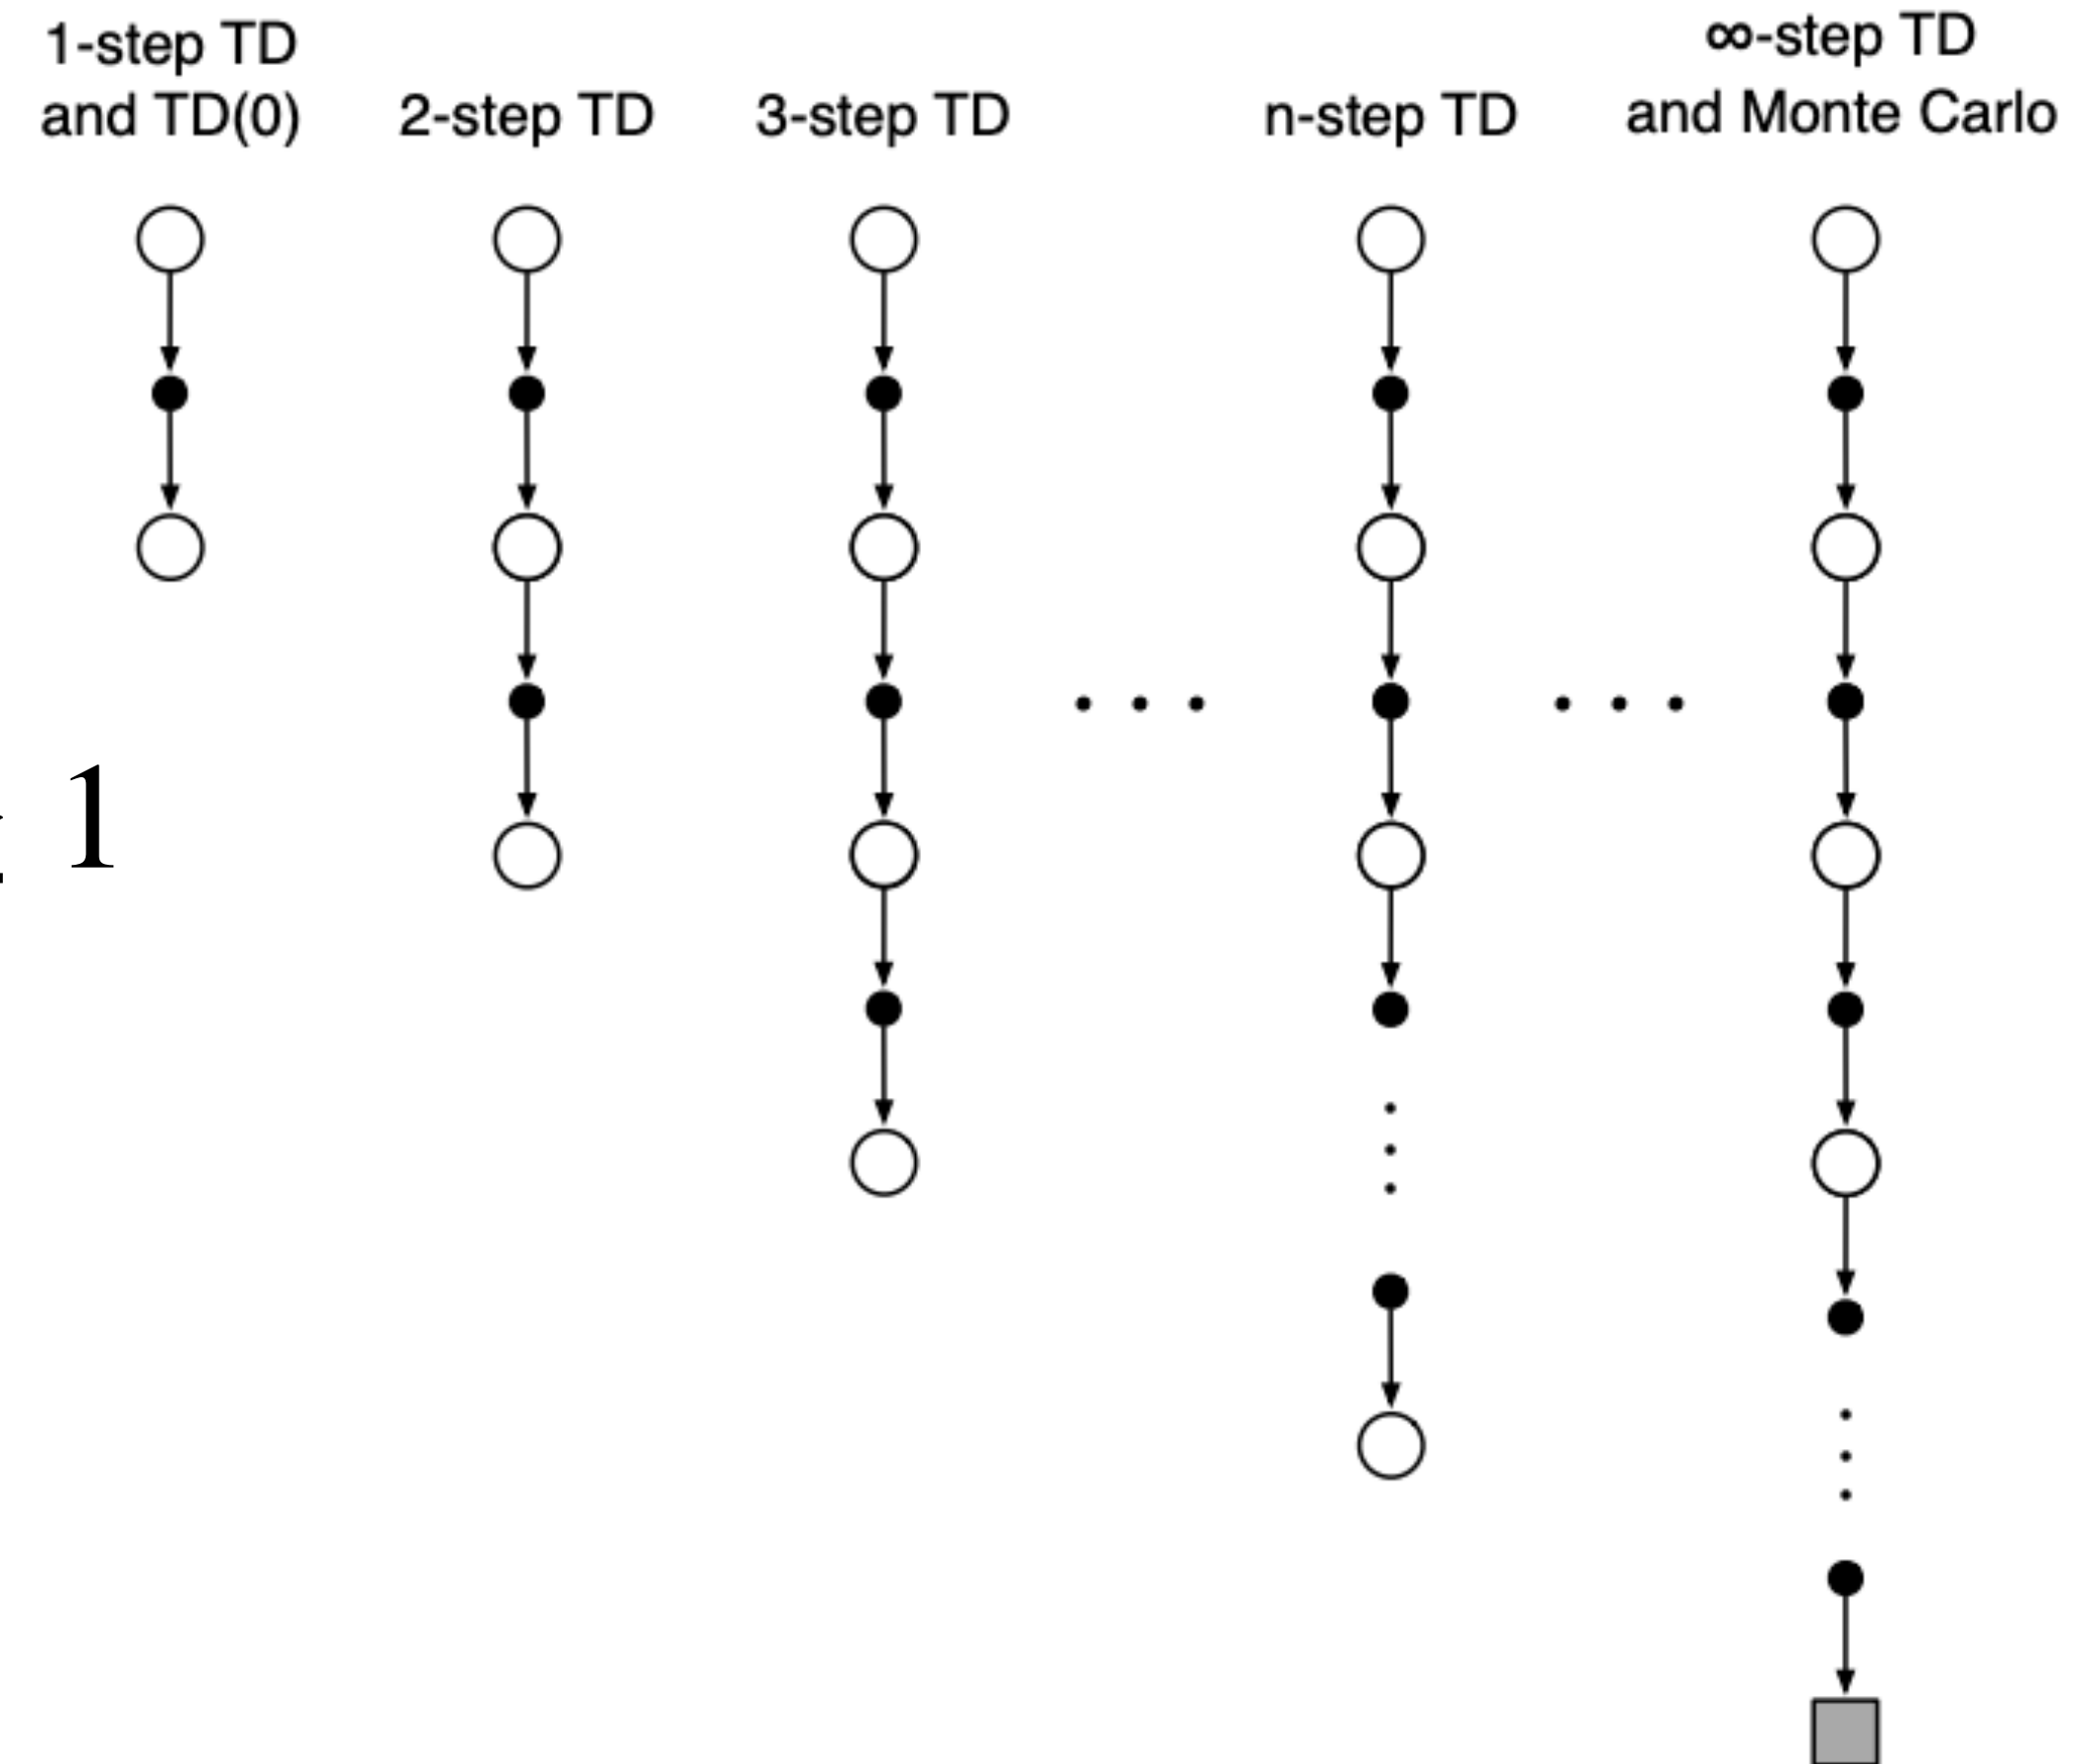 1-step TD
and TD(0)
2-step TD
3-step TD
n-step TD
∞-step TD
and Monte Carlo
1